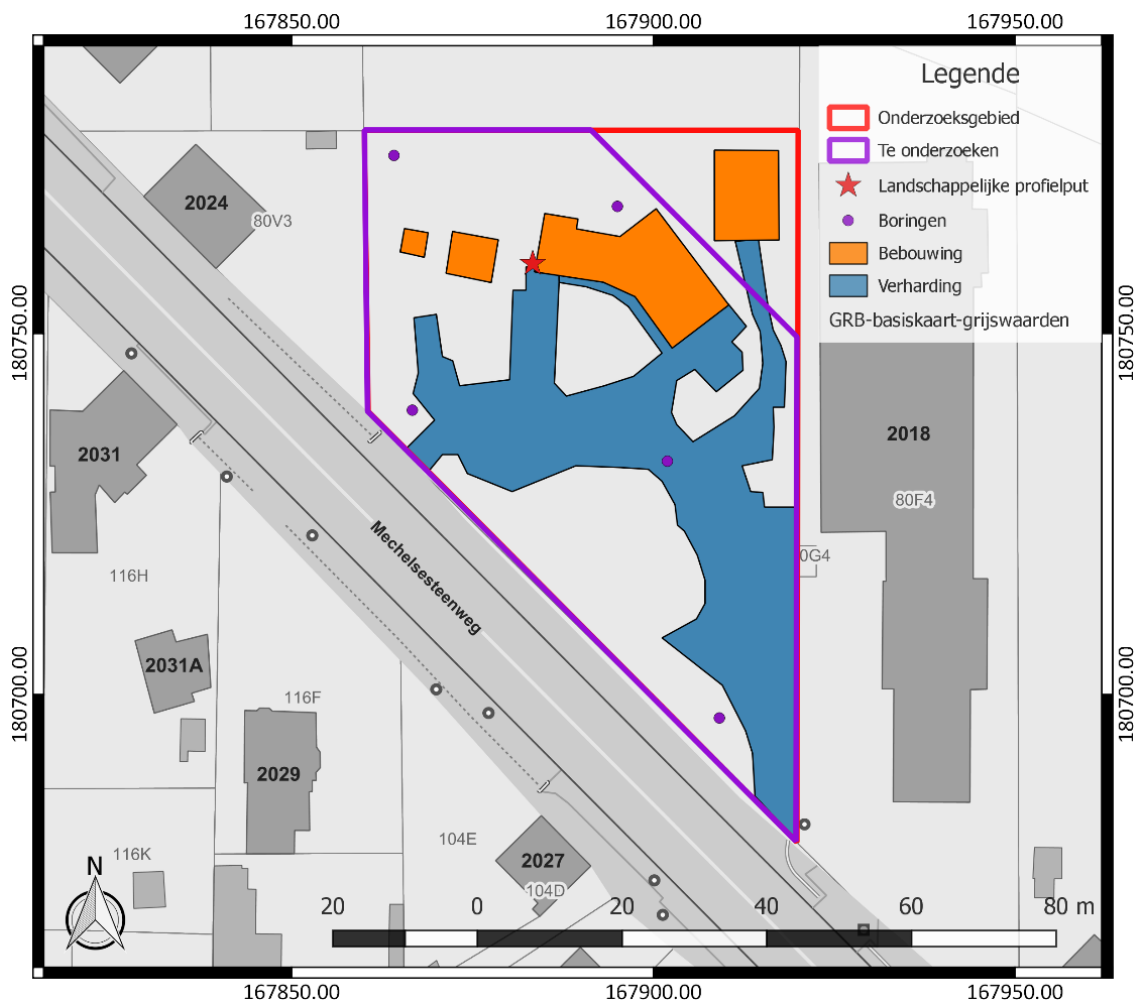 167850.00 167900.00 167950.00
Legende
Onderzoeksgebied
Te onderzoeken
Landschappelijke profielput
Boringen
Bebouwing
Verharding
GRB-basiskaart-grijswaarden
2024
80V3
180750.00
180750.00
2031
2018
80F4
0G4
116H
Mechelsesteenweg
2031A
116F
180700.00
180700.00
2029
104E
116K
2027
104D
N
20 0 20 40 60 80 m
167850.00 167900.00 167950.00